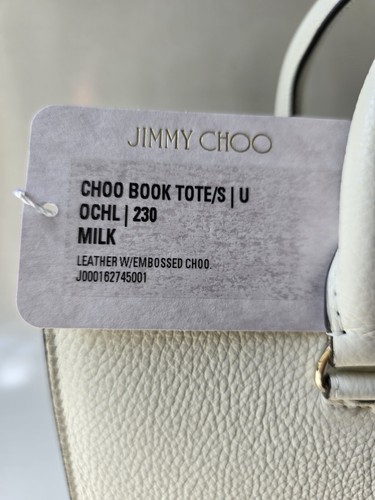 JIMMY CHOO
CHOO BOOK TOTE/S | U
OCHL | 230
MILK
LEATHER W/EMBOSSED CHOO.
J000162745001